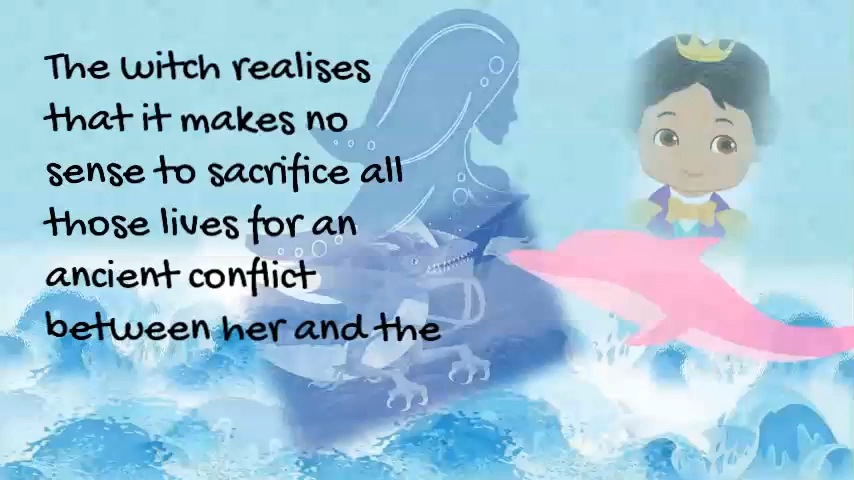 The witch realises
that it makes no
sense to sacrifice all
those lives for an
ancient conflict
between her and the